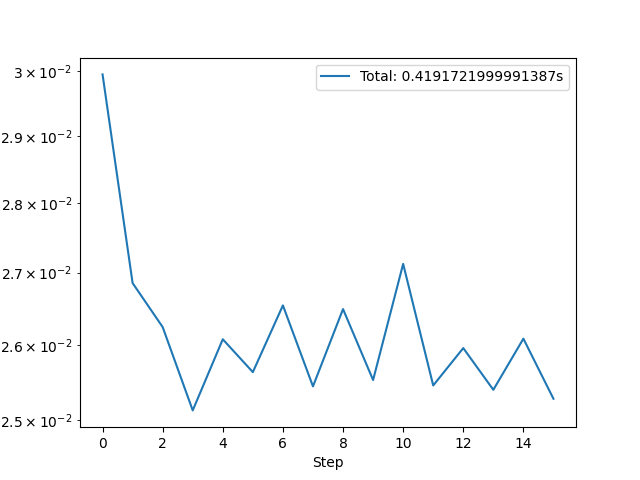 Total: 0.4191721999991387s
3 × 10⁻²
2.9 × 10⁻²
2.8 × 10⁻²
2.7 × 10⁻²
2.6 × 10⁻²
2.5 × 10⁻²
0 2 4 6 8 10 12 14
Step